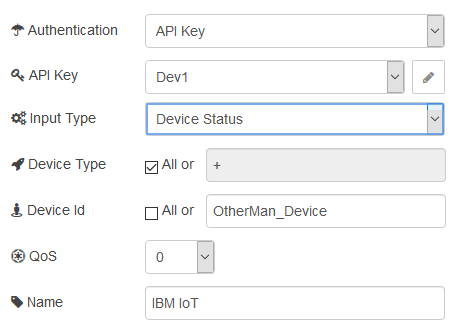 Authentication API Key
API Key Dev1
Input Type Device Status
Device Type All or +
Device Id All or OtherMan_Device
QoS 0
Name IBM IoT